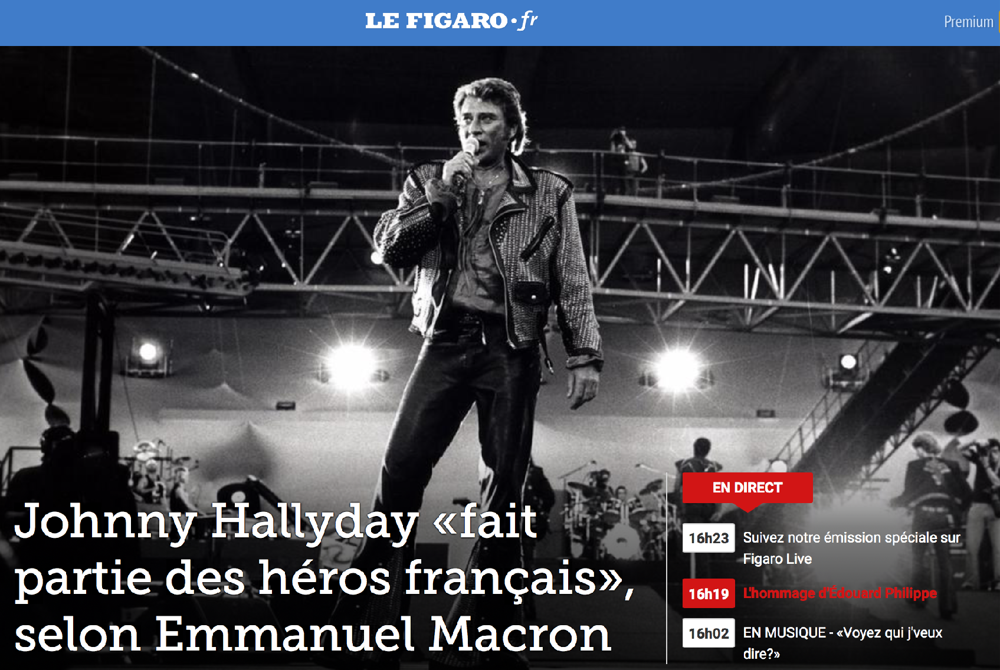 LE FIGARO·fr
Premium
Johnny Hallyday «fait
partie des héros français»,
selon Emmanuel Macron
EN DIRECT
16h23 Suivez notre émission spéciale sur
Figaro Live
16h19 L'hommage d'Édouard Philippe
16h02 EN MUSIQUE - «Voyez qui j'veux
dire?»